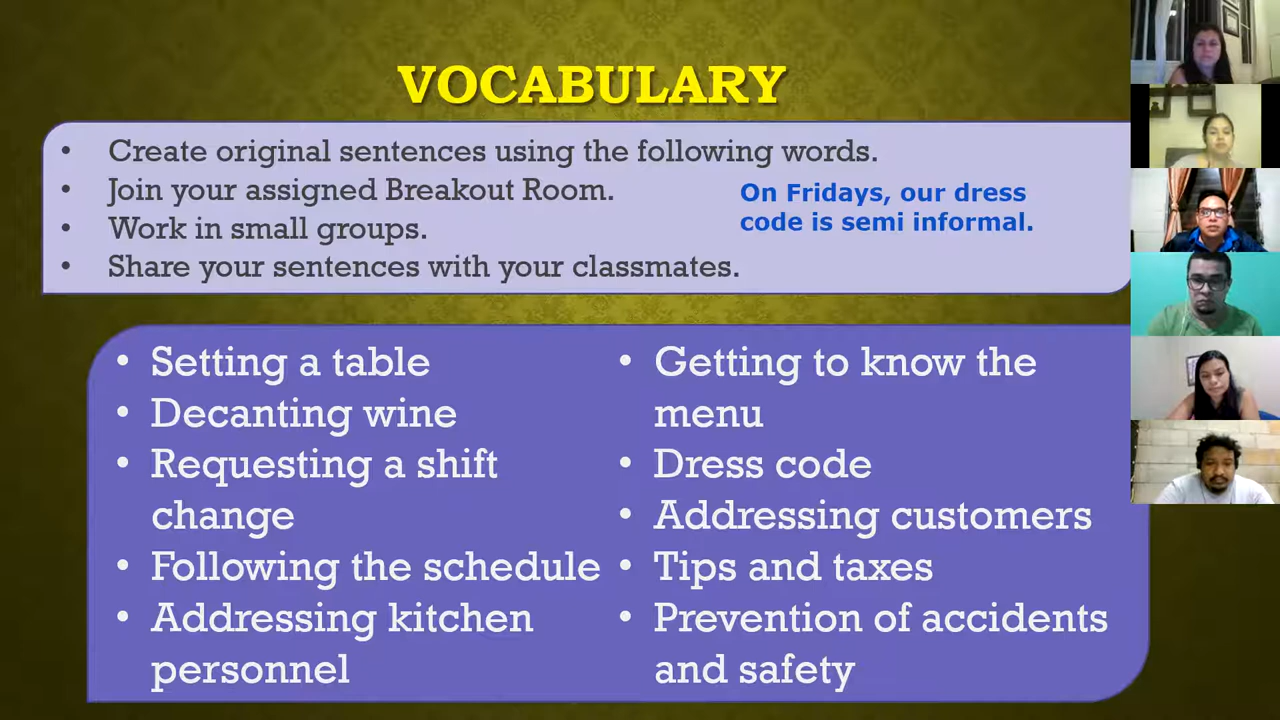 VOCABULARY
• Create original sentences using the following words.
• Join your assigned Breakout Room.
• Work in small groups.
• Share your sentences with your classmates.
On Fridays, our dress
code is semi informal.
• Setting a table
• Decanting wine
• Requesting a shift
change
• Following the schedule
• Addressing kitchen
personnel
• Getting to know the
menu
• Dress code
• Addressing customers
• Tips and taxes
• Prevention of accidents
and safety